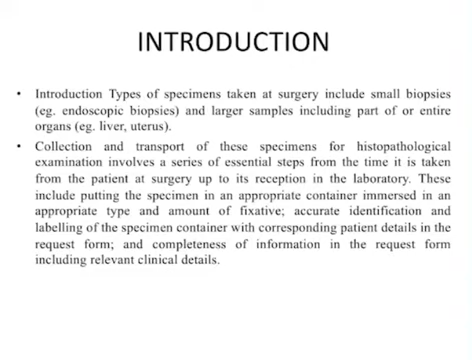 INTRODUCTION
• Introduction Types of specimens taken at surgery include small biopsies
(eg. endoscopic biopsies) and larger samples including part of or entire
organs (eg. liver, uterus).
• Collection and transport of these specimens for histopathological
examination involves a series of essential steps from the time it is taken
from the patient at surgery up to its reception in the laboratory. These
include putting the specimen in an appropriate container immersed in an
appropriate type and amount of fixative; accurate identification and
labelling of the specimen container with corresponding patient details in the
request form; and completeness of information in the request form
including relevant clinical details.